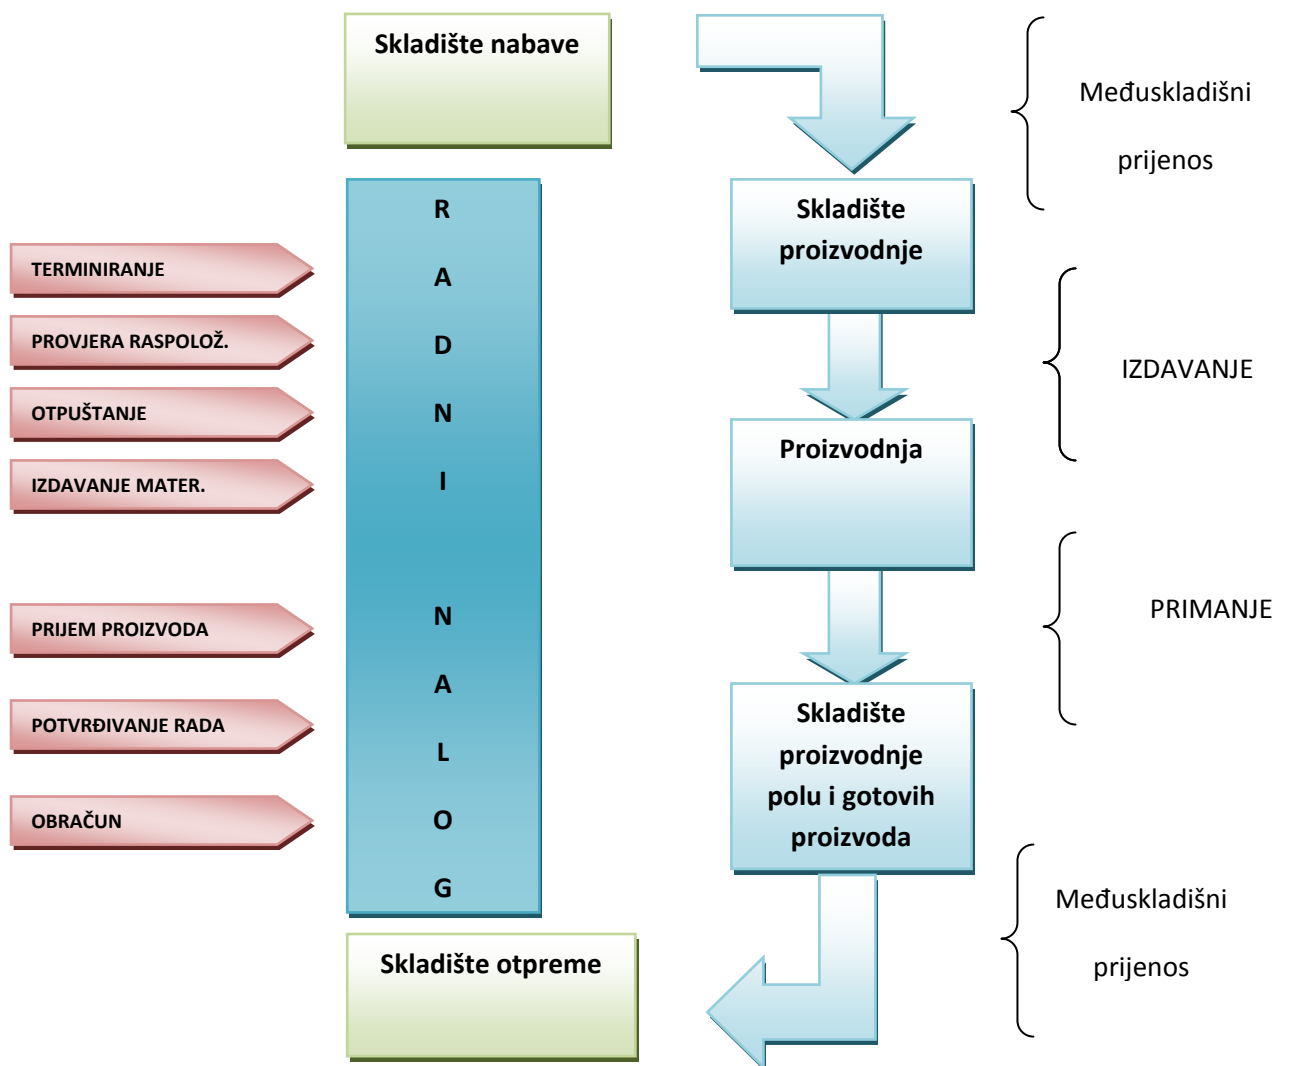 Skladište nabave
Međuskladišni
prijenos
Skladište
proizvodnje
R
A
D
N
I
N
A
L
O
G
TERMINIRANJE
PROVJERA RASPOLOŽ.
OTPUŠTANJE
IZDAVANJE MATER.
PRIJEM PROIZVODA
POTVRĐIVANJE RADA
OBRAČUN
IZDAVANJE
Proizvodnja
PRIMANJE
Skladište
proizvodnje
polu i gotovih
proizvoda
Međuskladišni
prijenos
Skladište otpreme